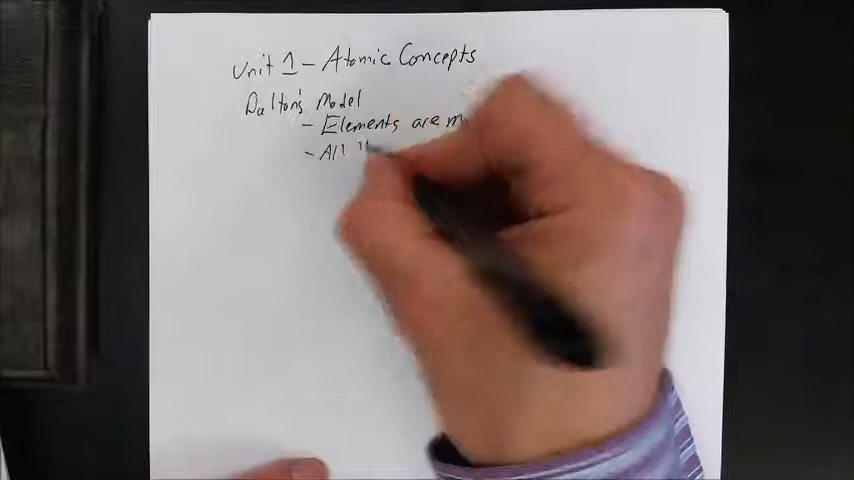 Unit 1 - Atomic Concepts
Dalton's Model
- Elements are m
- All